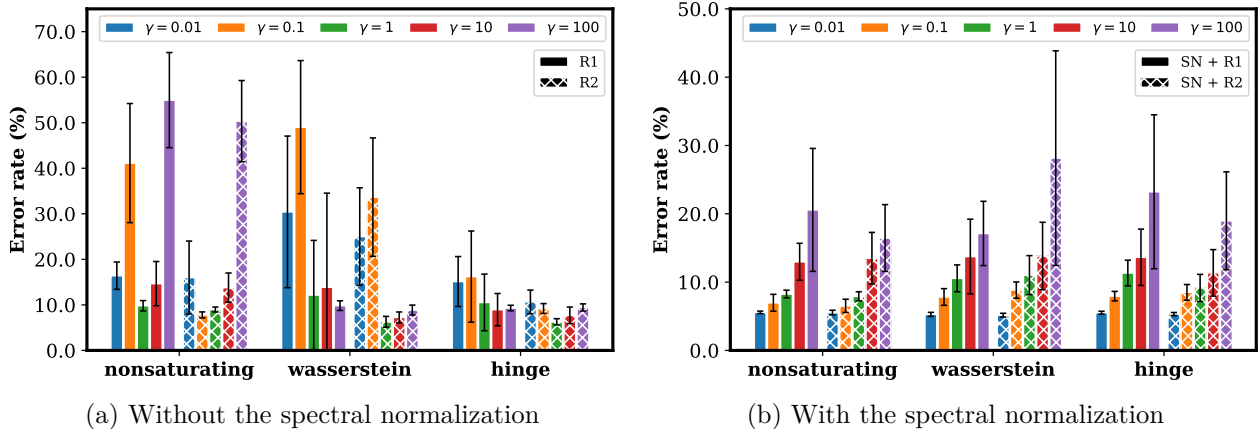 γ = 0.01 γ = 0.1 γ = 1 γ = 10 γ = 100
R1
R2
Error rate (%)
70.0
60.0
50.0
40.0
30.0
20.0
10.0
0.0
nonsaturating wasserstein hinge
(a) Without the spectral normalization
γ = 0.01 γ = 0.1 γ = 1 γ = 10 γ = 100
SN + R1
SN + R2
Error rate (%)
50.0
40.0
30.0
20.0
10.0
0.0
nonsaturating wasserstein hinge
(b) With the spectral normalization